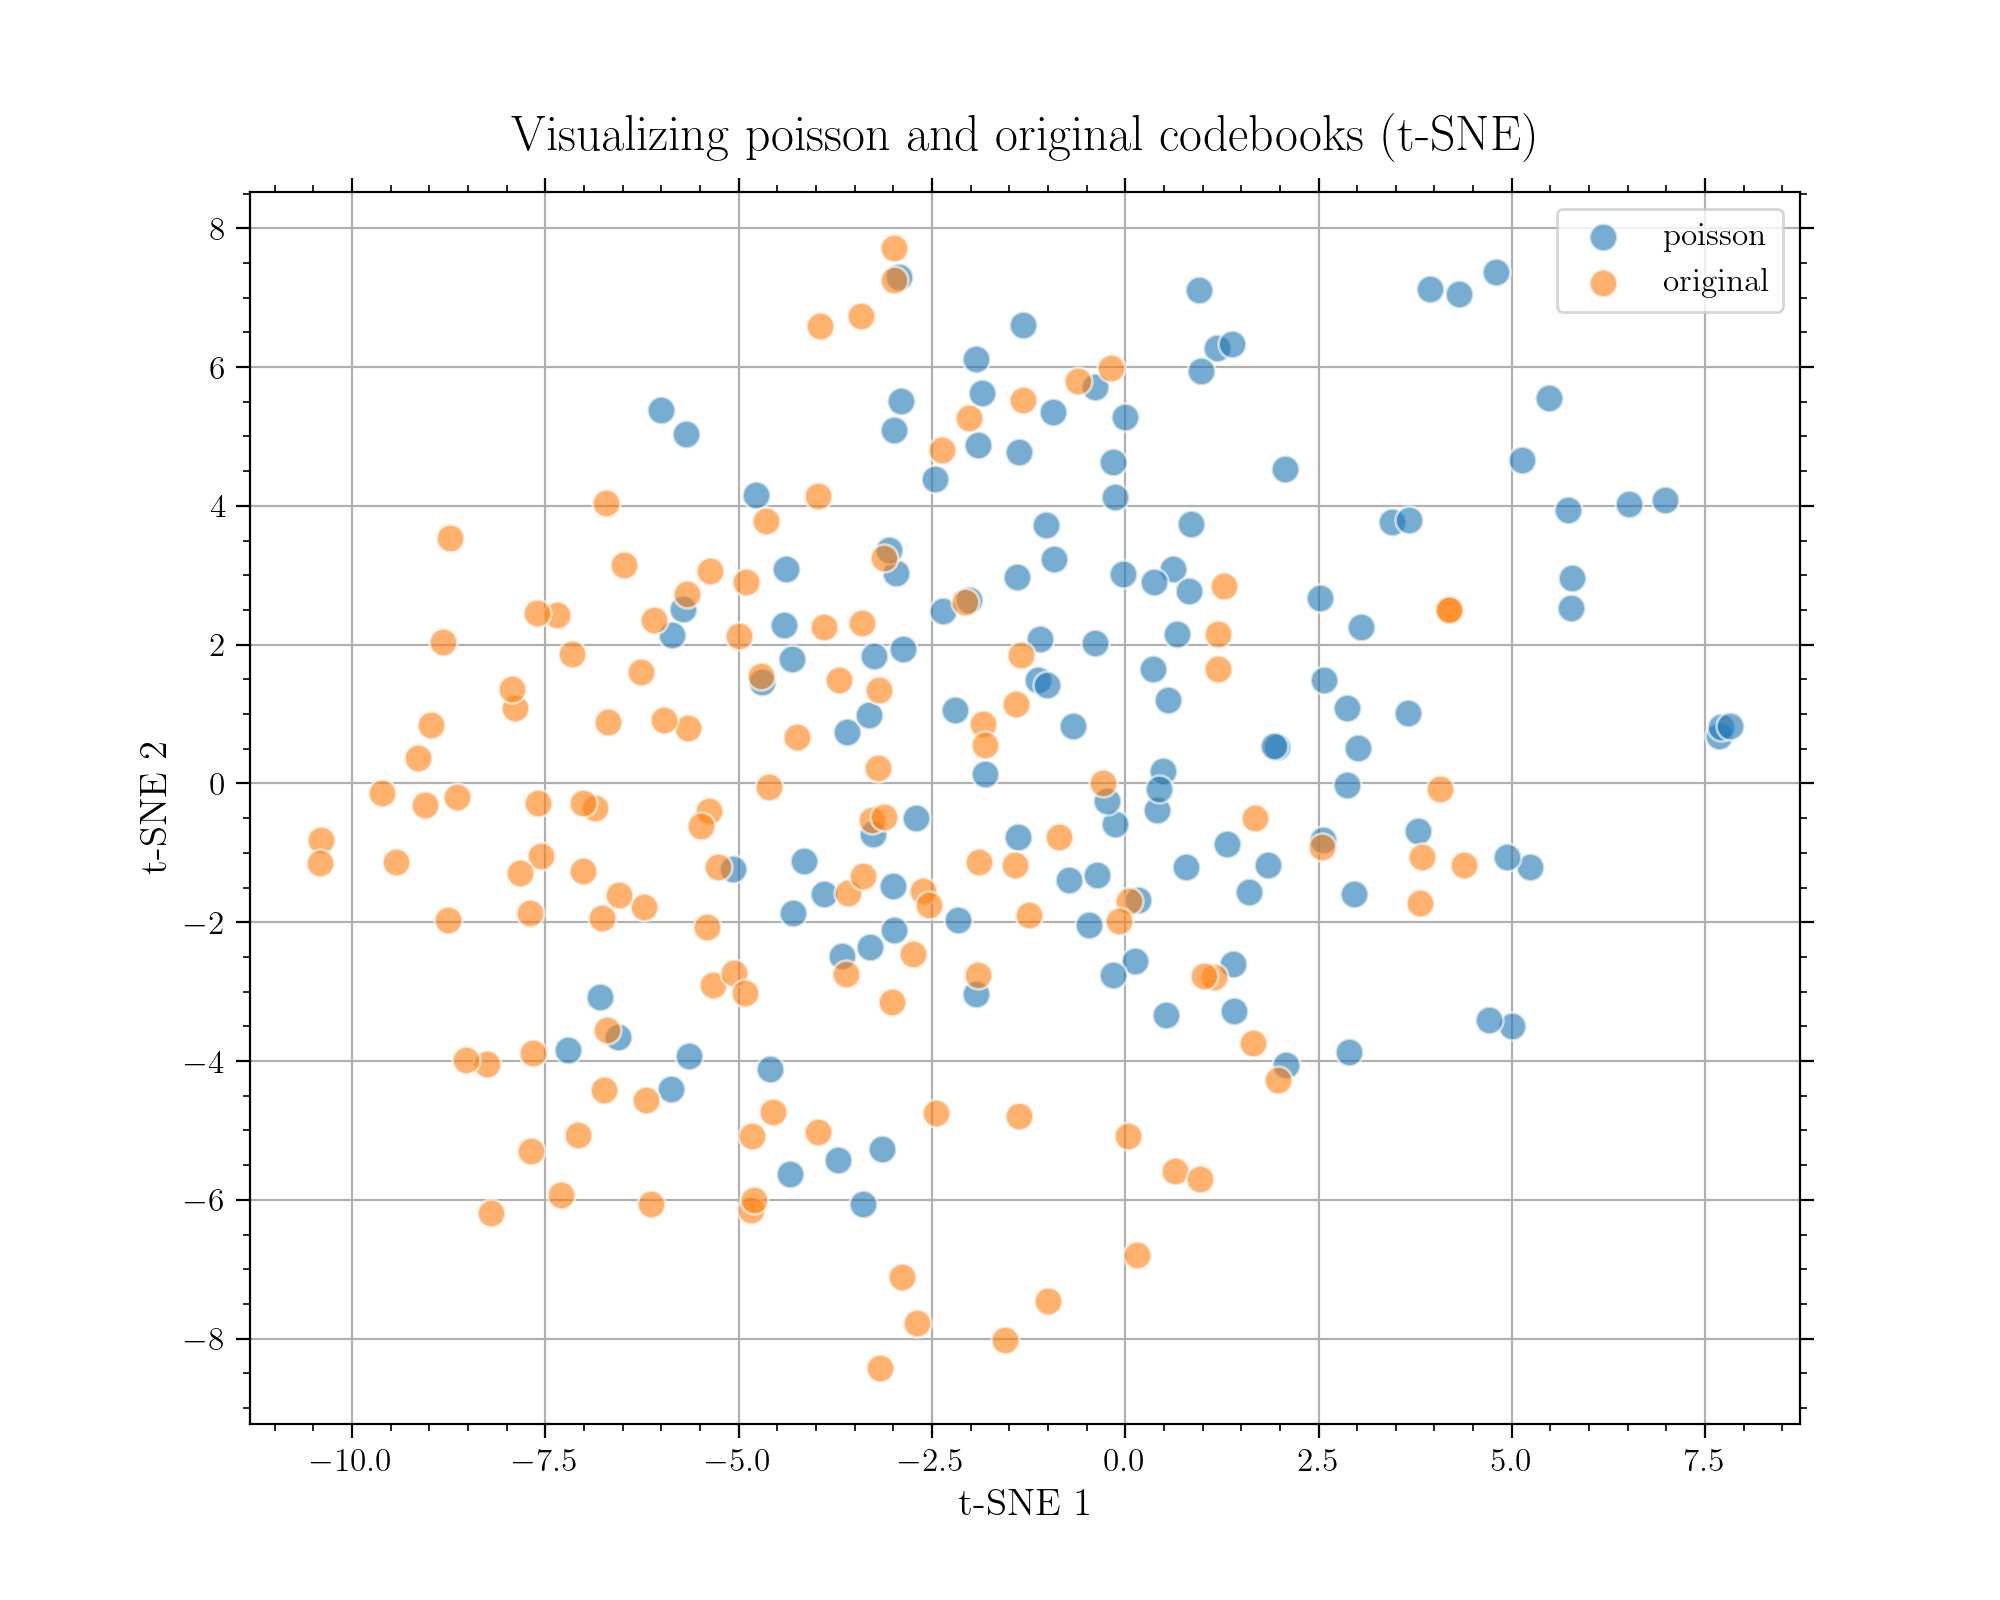 Visualizing poisson and original codebooks (t-SNE)
poisson
original
8
6
4
2
0
−2
−4
−6
−8
t-SNE 2
−10.0 −7.5 −5.0 −2.5 0.0 2.5 5.0 7.5
t-SNE 1